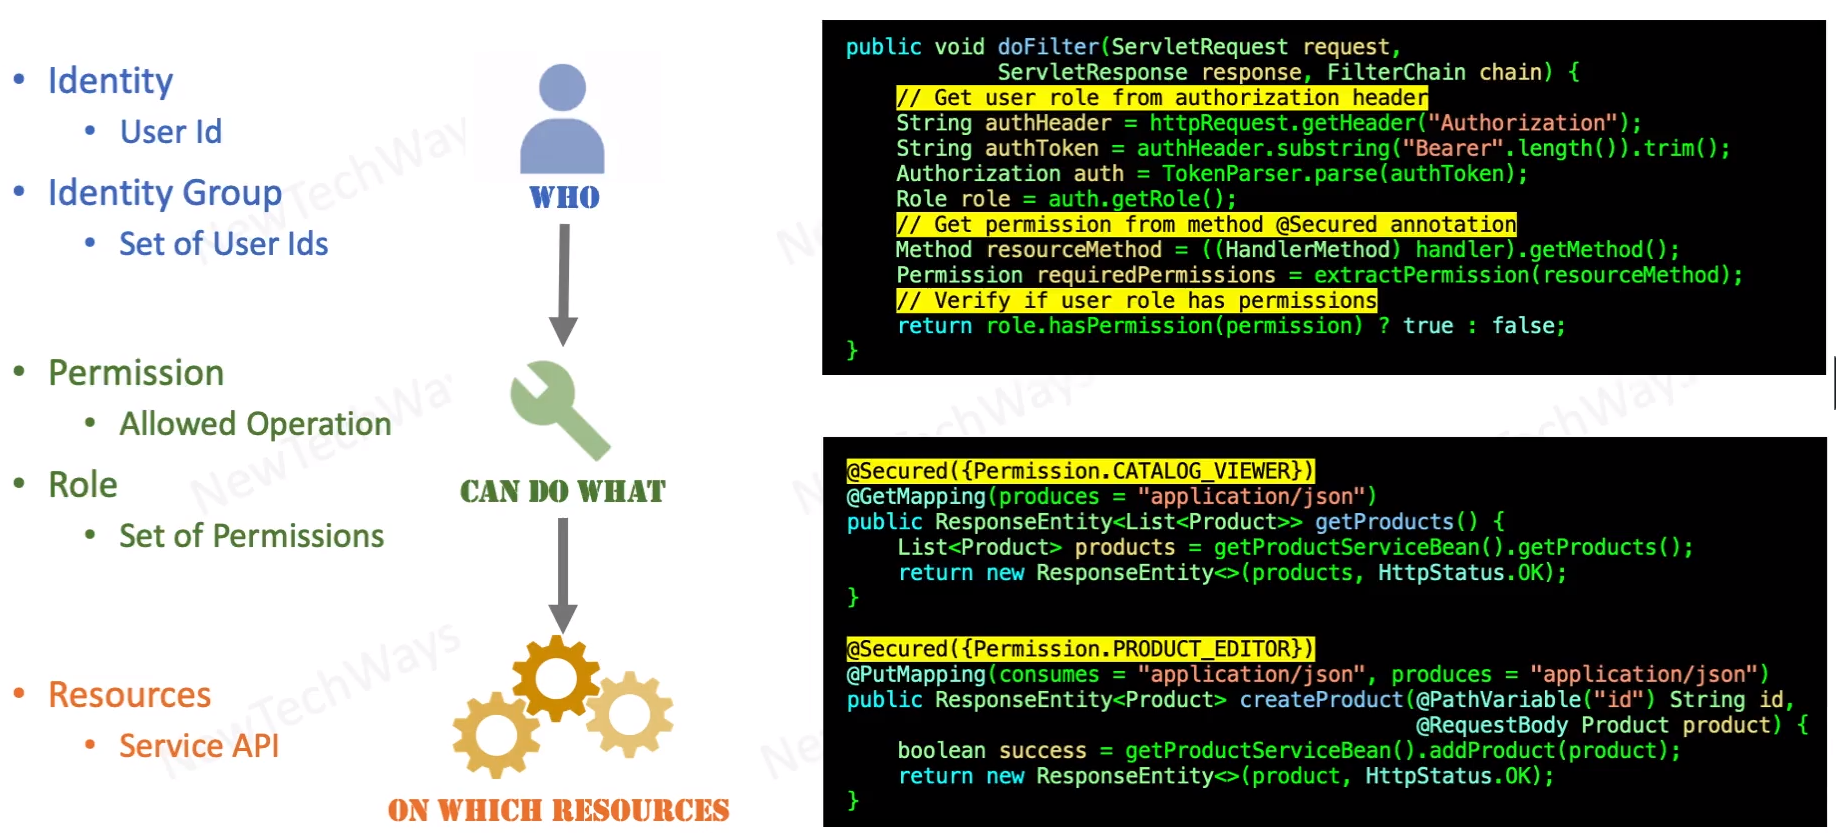 • Identity
• User Id
• Identity Group
• Set of User Ids
• Permission
• Allowed Operation
• Role
• Set of Permissions
• Resources
• Service API
WHO
CAN DO WHAT
ON WHICH RESOURCES
public void doFilter(ServletRequest request,
ServletResponse response, FilterChain chain) {
// Get user role from authorization header
String authHeader = httpRequest.getHeader("Authorization");
String authToken = authHeader.substring("Bearer".length()).trim();
Authorization auth = TokenParser.parse(authToken);
Role role = auth.getRole();
// Get permission from method @Secured annotation
Method resourceMethod = ((HandlerMethod) handler).getMethod();
Permission requiredPermissions = extractPermission(resourceMethod);
// Verify if user role has permissions
return role.hasPermission(permission) ? true : false;
}
@Secured({Permission.CATALOG_VIEWER})
@GetMapping(produces = "application/json")
public ResponseEntity<List<Product>> getProducts() {
List<Product> products = getProductServiceBean().getProducts();
return new ResponseEntity<>(products, HttpStatus.OK);
}
@Secured({Permission.PRODUCT_EDITOR})
@PutMapping(consumes = "application/json", produces = "application/json")
public ResponseEntity<Product> createProduct(@PathVariable("id") String id,
@RequestBody Product product) {
boolean success = getProductServiceBean().addProduct(product);
return new ResponseEntity<>(product, HttpStatus.OK);
}
NewTechWays
NewTechWays
NewTechWays